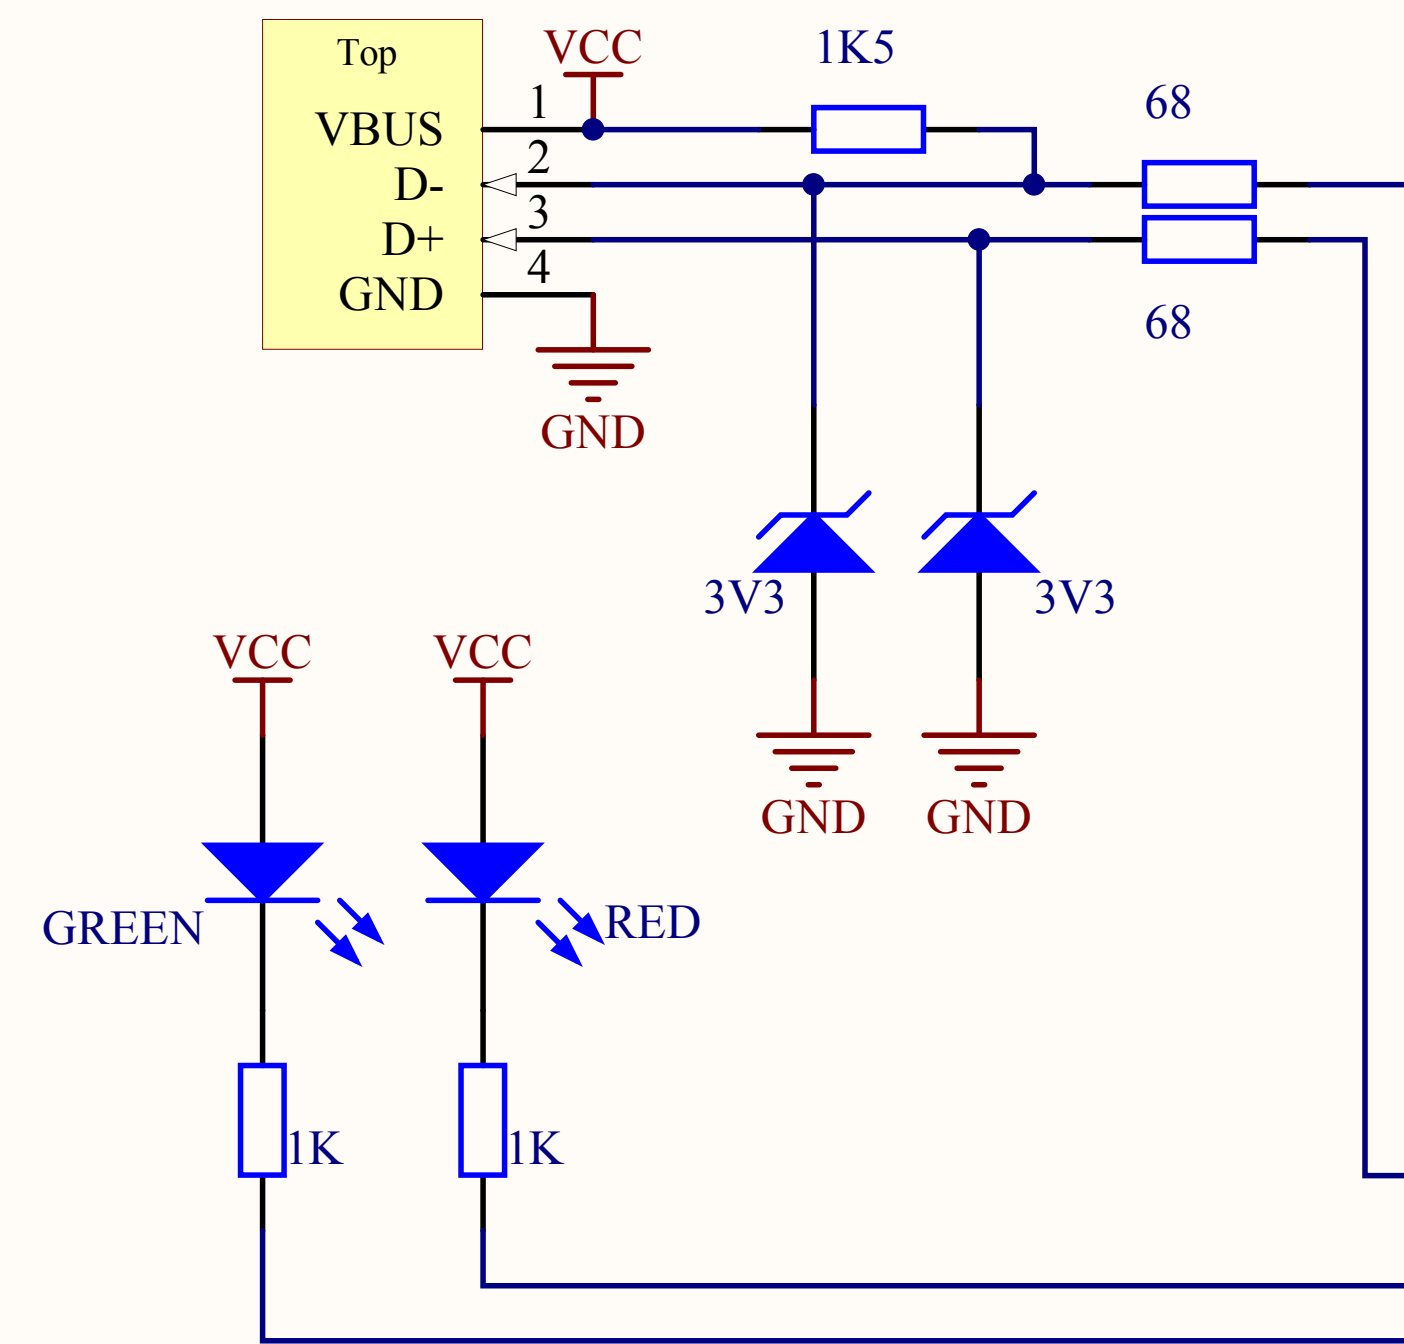 Top
VCC
1K5
68
VBUS
1
D-
2
D+
3
GND
4
68
GND
3V3
3V3
VCC
VCC
GND
GND
GREEN
RED
1K
1K